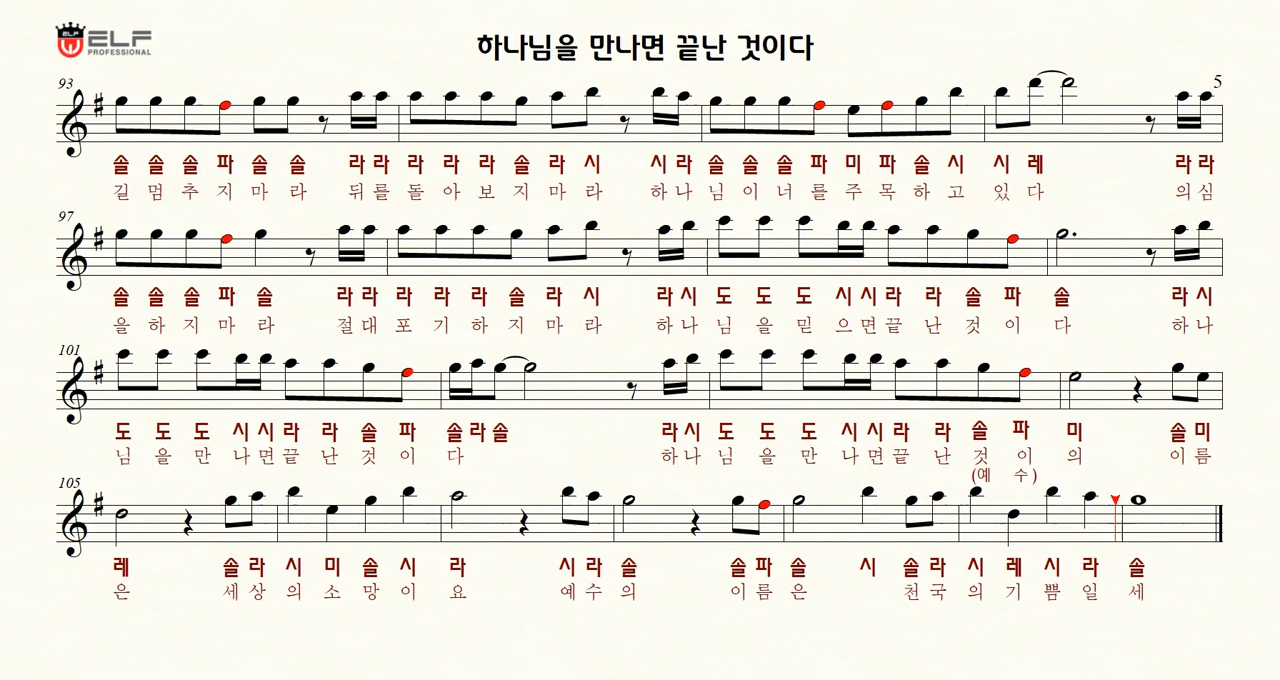 ELF
ELF
PROFESSIONAL
하나님을 만나면 끝난 것이다
93
5
솔 솔 솔 파 솔 솔 라 라 라 라 라 솔 라 시 시 라 솔 솔 솔 파 미 파 솔 시 시 레 라 라
길 멈 추 지 마 라 뒤 를 돌 아 보 지 마 라 하 나 님 이 너 를 주 목 하 고 있 다 의 심
97
솔 솔 솔 파 솔 라 라 라 라 라 솔 라 시 라 시 도 도 도 시 시 라 라 솔 파 솔 라 시
을 하 지 마 라 절 대 포 기 하 지 마 라 하 나 님 을 믿 으 면 끝 난 것 이 다 하 나
101
도 도 도 시 시 라 라 솔 파 솔 라 솔 라 시 도 도 도 시 시 라 라 솔 파 미 솔 미
님 을 만 나 면 끝 난 것 이 다 하 나 님 을 만 나 면 끝 난 것 이 의 이 름
(예 수)
105
레 솔 라 시 미 솔 시 라 시 라 솔 솔 파 솔 시 솔 라 시 레 시 라 솔
은 세 상 의 소 망 이 요 예 수 의 이 름 은 천 국 의 기 쁨 일 세